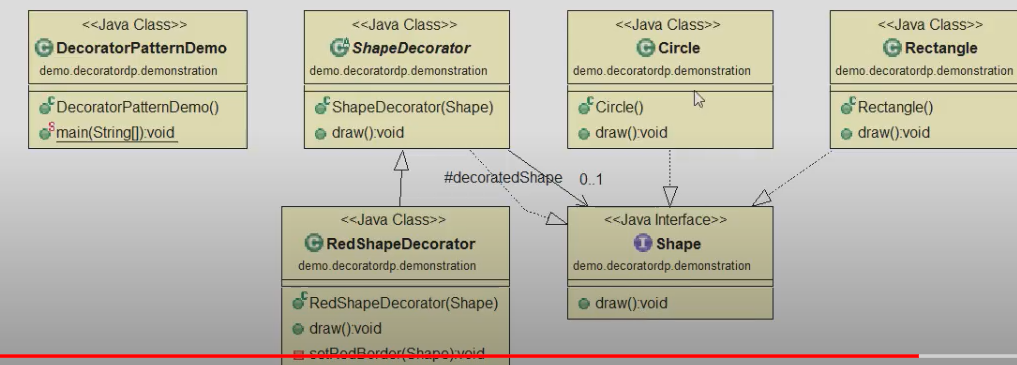 <<Java Class>>
DecoratorPatternDemo
demo.decoratordp.demonstration
DecoratorPatternDemo()
main(String[]):void
<<Java Class>>
ShapeDecorator
demo.decoratordp.demonstration
ShapeDecorator(Shape)
draw():void
<<Java Class>>
Circle
demo.decoratordp.demonstration
Circle()
draw():void
<<Java Class>>
Rectangle
demo.decoratordp.demonstration
Rectangle()
draw():void
#decoratedShape 0..1
<<Java Class>>
RedShapeDecorator
demo.decoratordp.demonstration
RedShapeDecorator(Shape)
draw():void
setRedBorder(Shape):void
<<Java Interface>>
Shape
demo.decoratordp.demonstration
draw():void